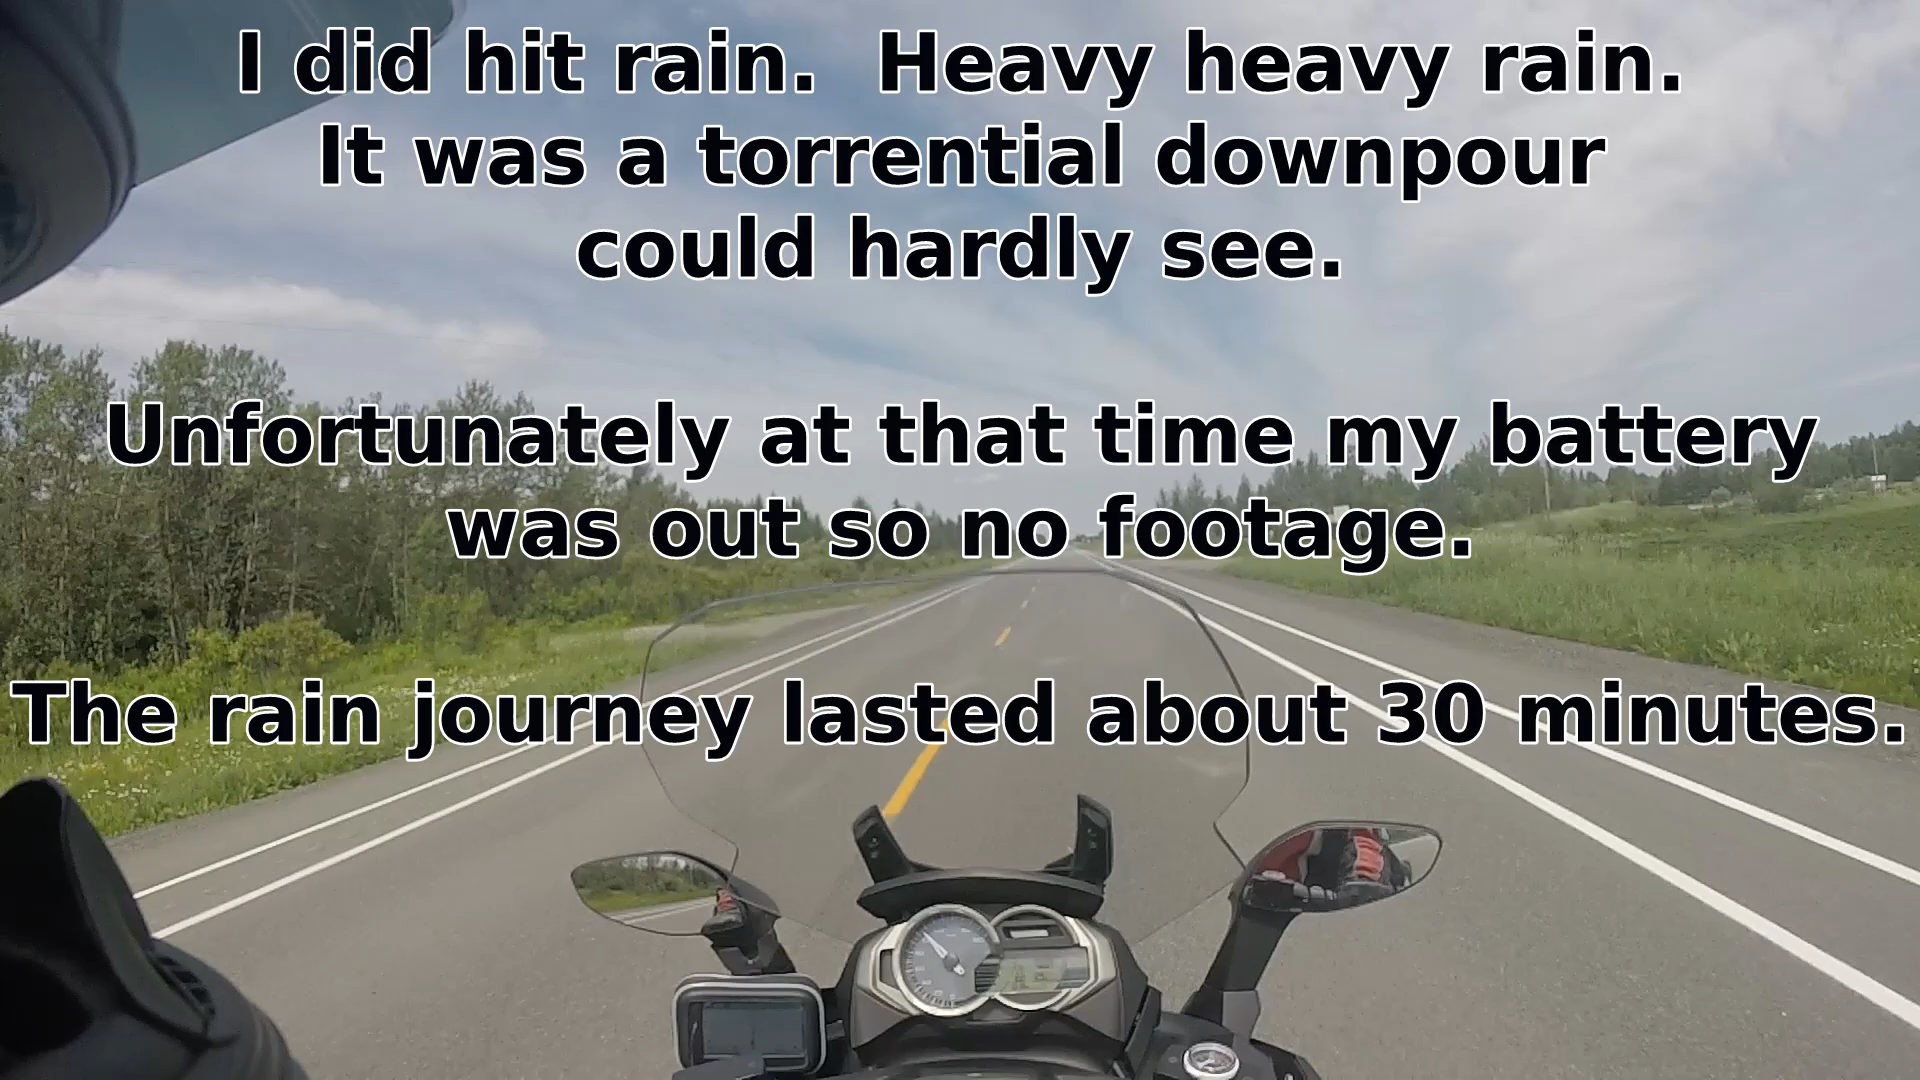 I did hit rain.  Heavy heavy rain.
It was a torrential downpour
could hardly see.
Unfortunately at that time my battery
was out so no footage.
The rain journey lasted about 30 minutes.